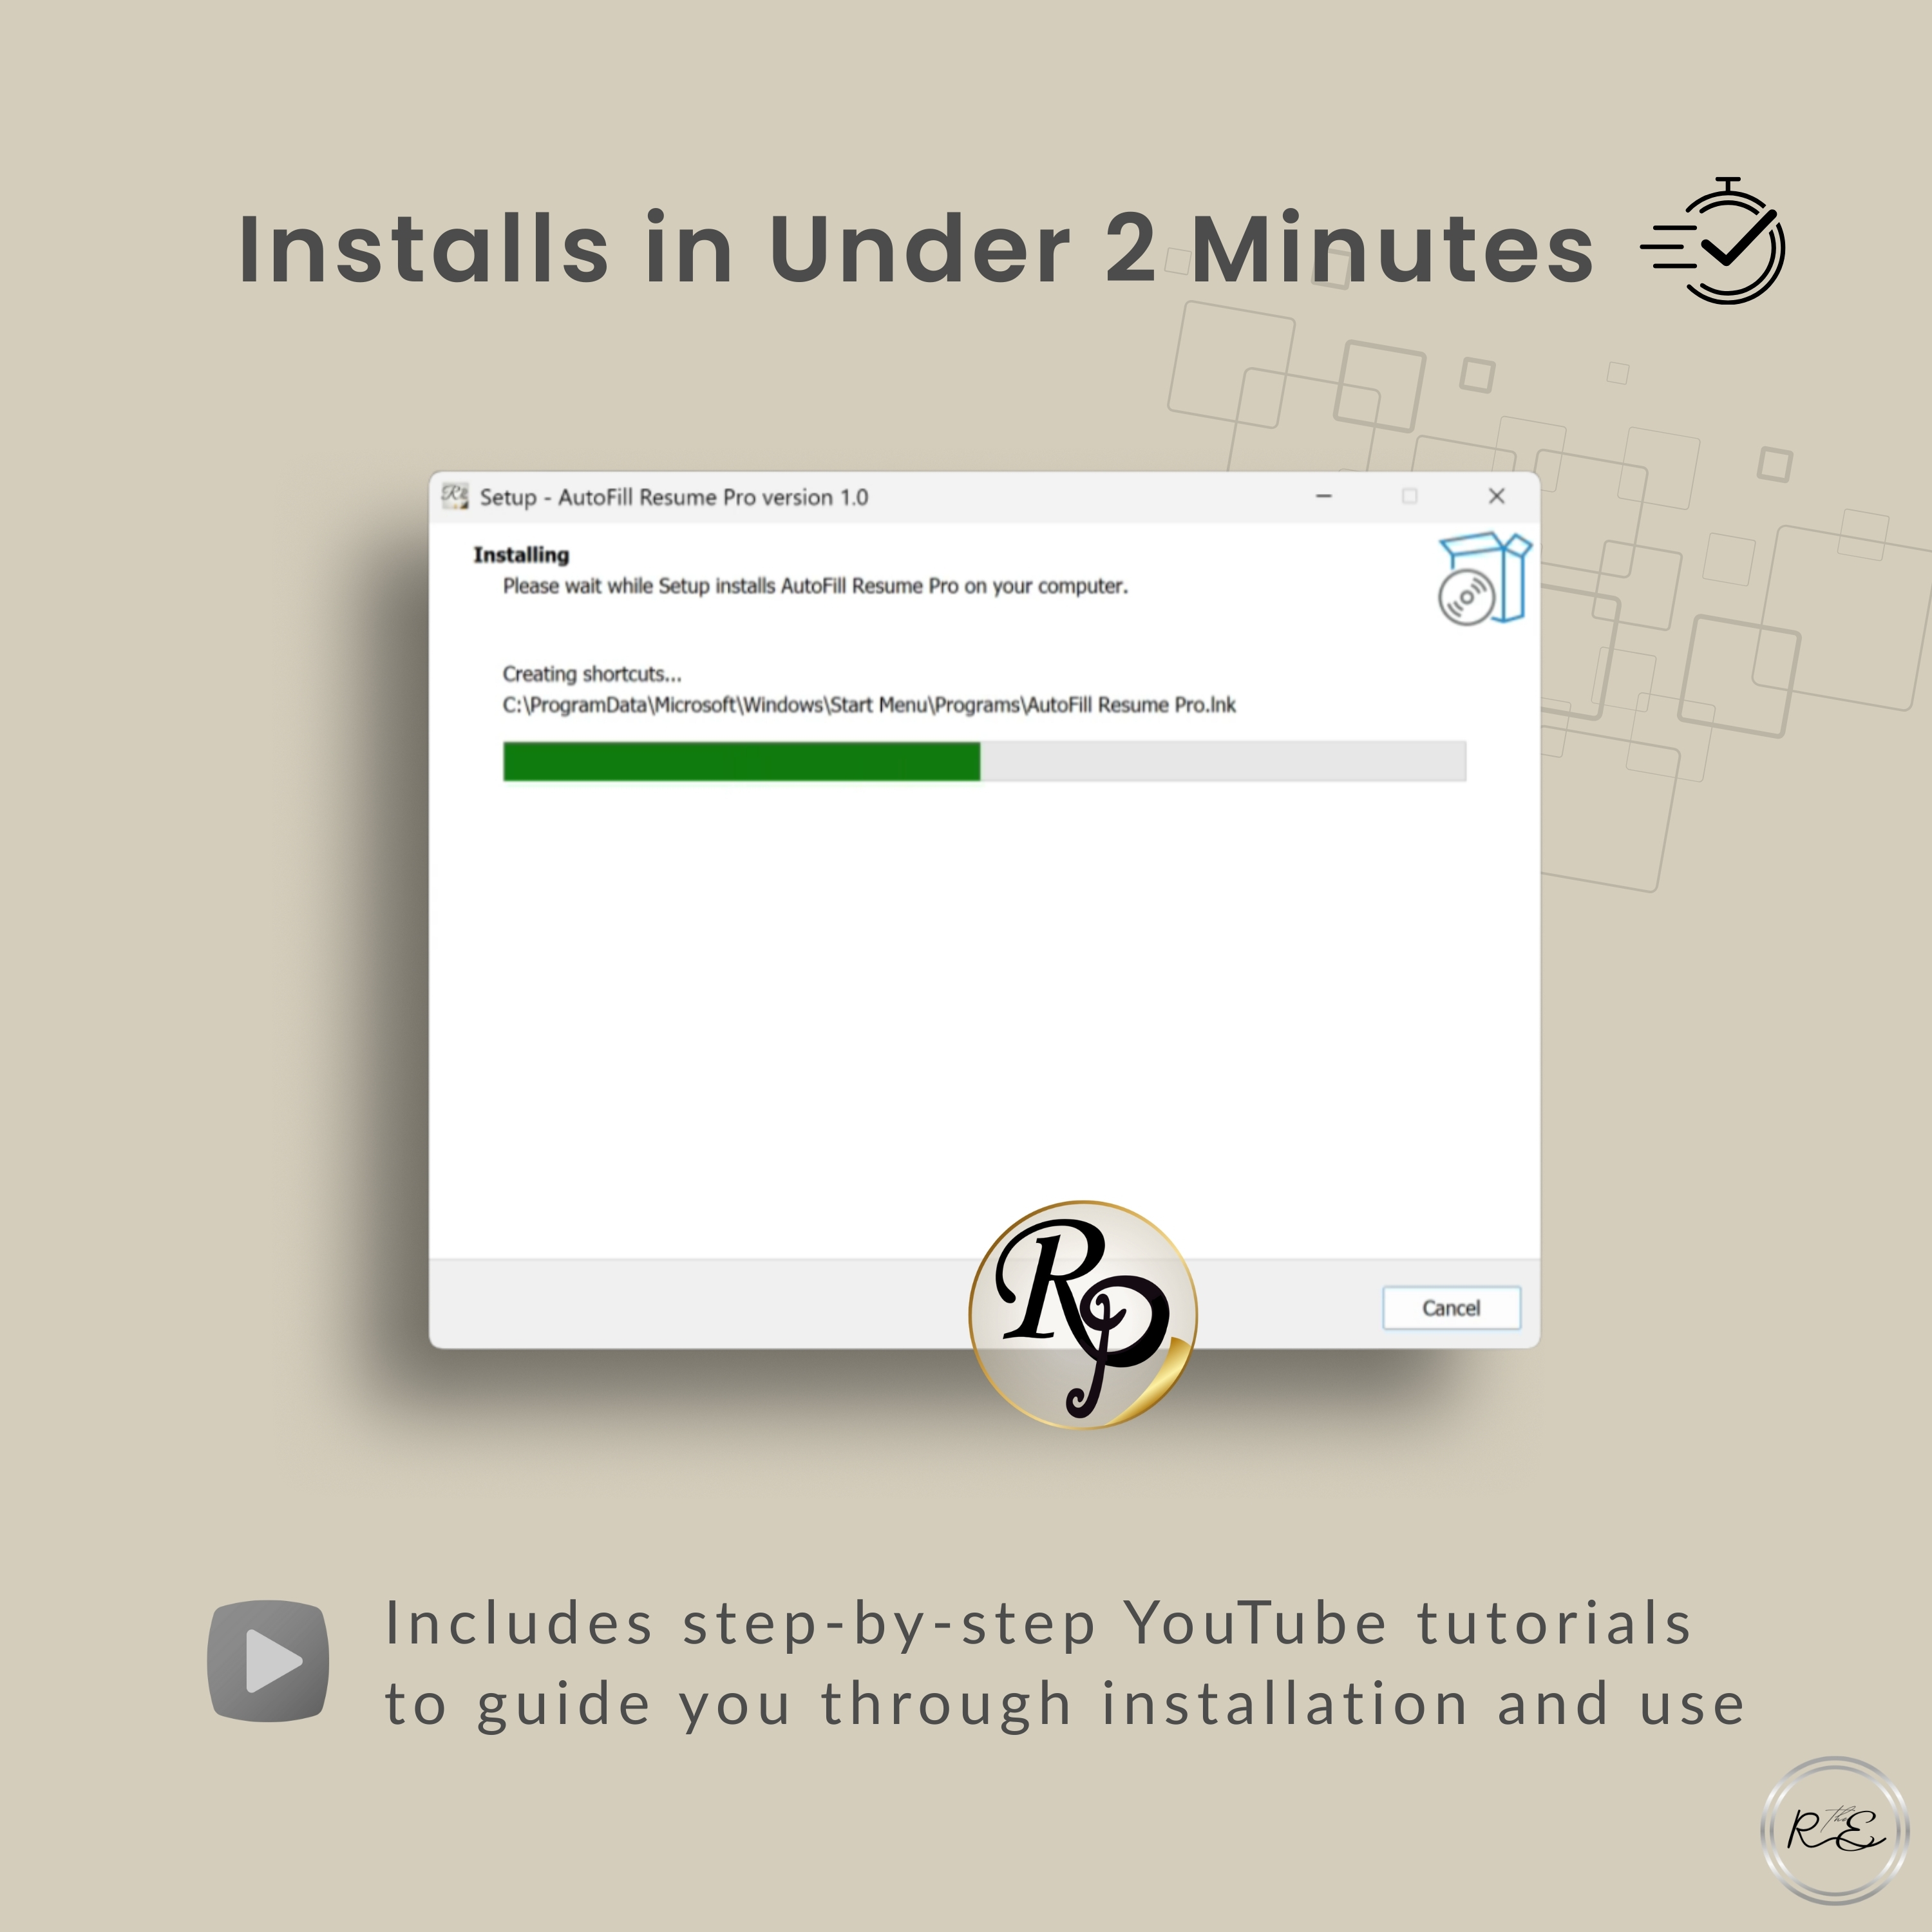 Installs in Under 2 Minutes
Setup - AutoFill Resume Pro version 1.0
Installing
Please wait while Setup installs AutoFill Resume Pro on your computer.
Creating shortcuts...
C:\ProgramData\Microsoft\Windows\Start Menu\Programs\AutoFill Resume Pro.lnk
RP
Cancel
Includes step-by-step YouTube tutorials
to guide you through installation and use
R the E